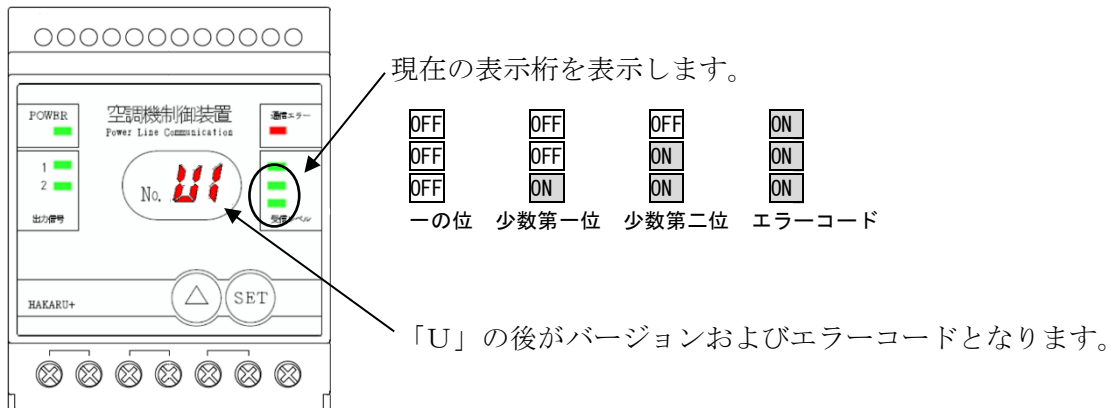 現在の表示桁を表示します。
POWER
空調機制御装置
Power Line Communication
通信エラー
1
2
出力信号
No. U1
受信レベル
HAKARU+
△
SET
OFF OFF OFF ON
OFF OFF ON ON
OFF ON ON ON
一の位 少数第一位 少数第二位 エラーコード
「U」の後がバージョンおよびエラーコードとなります。